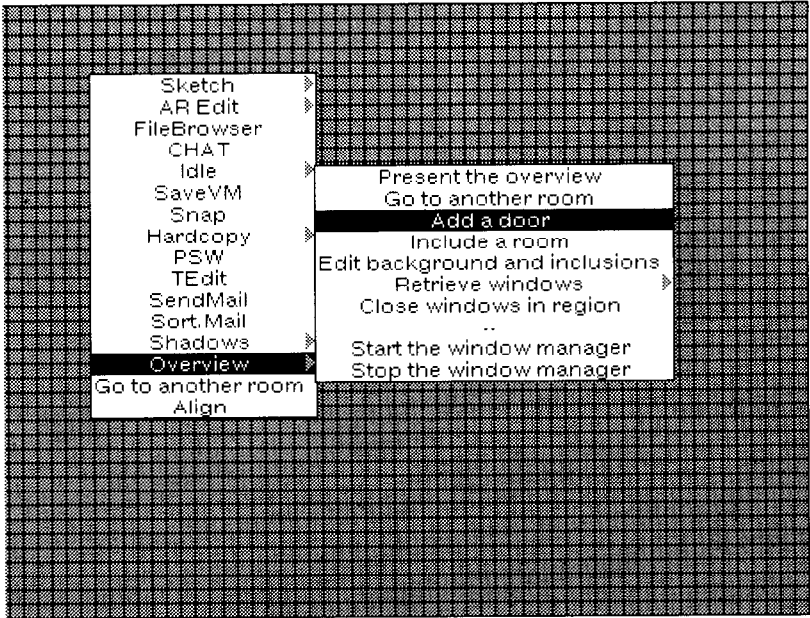 Sketch
AR Edit
FileBrowser
CHAT
Idle
SaveVM
Snap
Hardcopy
PSW
TEdit
SendMail
Sort.Mail
Shadows
Overview
Go to another room
Align
Present the overview
Go to another room
Add a door
Include a room
Edit background and inclusions
Retrieve windows
Close windows in region
--
Start the window manager
Stop the window manager